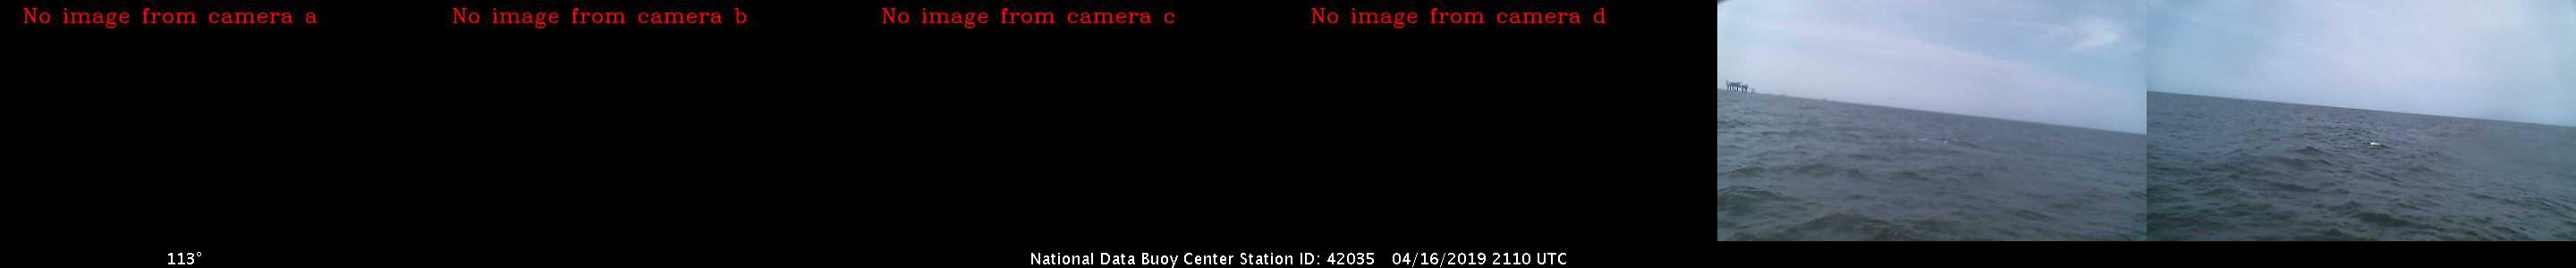 No image from camera a
No image from camera b
No image from camera c
No image from camera d
113°
National Data Buoy Center Station ID: 42035 04/16/2019 2110 UTC